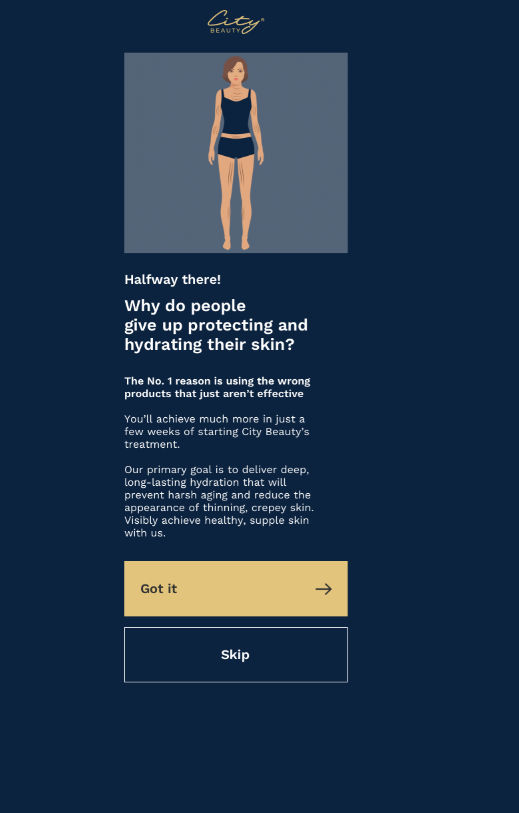 City®
BEAUTY
Halfway there!
Why do people
give up protecting and
hydrating their skin?
The No. 1 reason is using the wrong
products that just aren’t effective
You’ll achieve much more in just a
few weeks of starting City Beauty’s
treatment.
Our primary goal is to deliver deep,
long-lasting hydration that will
prevent harsh aging and reduce the
appearance of thinning, crepey skin.
Visibly achieve healthy, supple skin
with us.
Got it
Skip